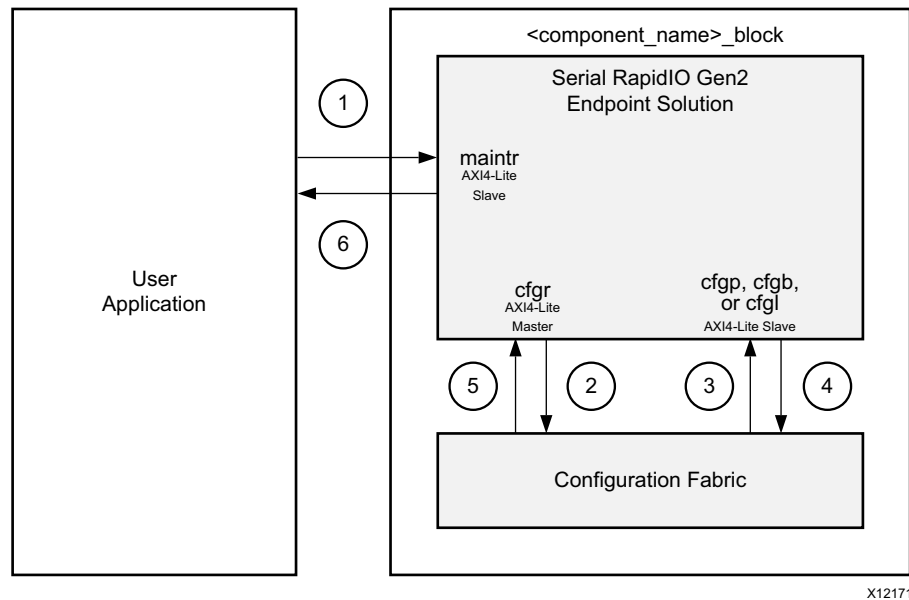 <component_name>_block
Serial RapidIO Gen2
Endpoint Solution
1
maintr
AXI4-Lite
Slave
6
User
Application
cfgr
AXI4-Lite
Master
cfgp, cfgb,
or cfgl
AXI4-Lite Slave
5
2
3
4
Configuration Fabric
X12171